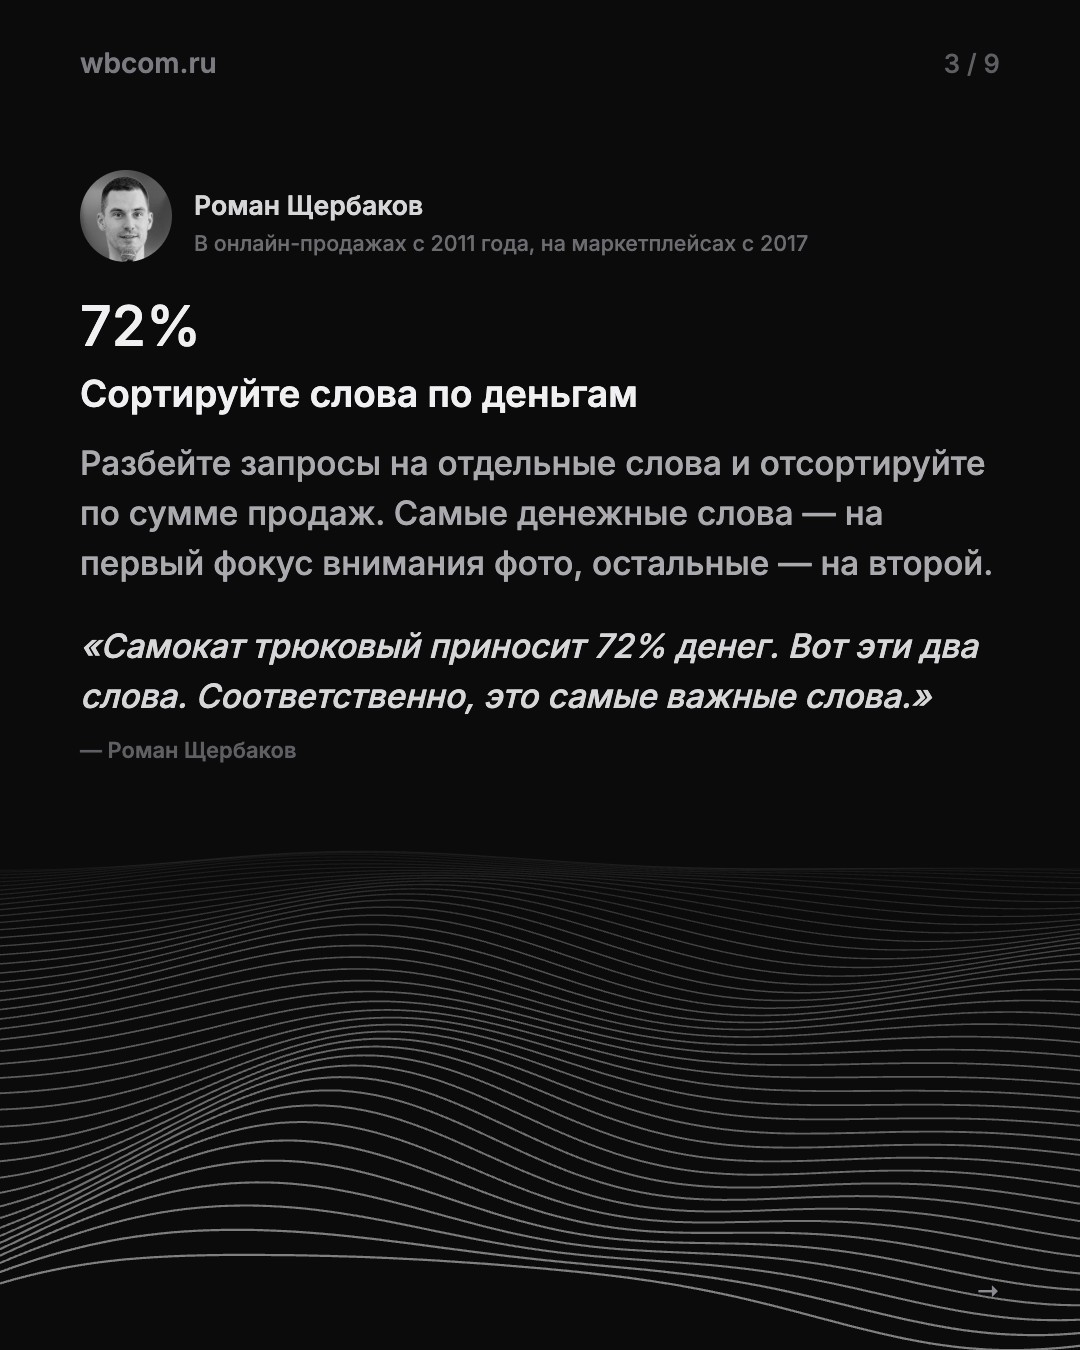 wbcom.ru
3 / 9
Роман Щербаков
В онлайн-продажах с 2011 года, на маркетплейсах с 2017
72%
Сортируйте слова по деньгам
Разбейте запросы на отдельные слова и отсортируйте
по сумме продаж. Самые денежные слова — на
первый фокус внимания фото, остальные — на второй.
«Самокат трюковый приносит 72% денег. Вот эти два
слова. Соответственно, это самые важные слова.»
— Роман Щербаков
→